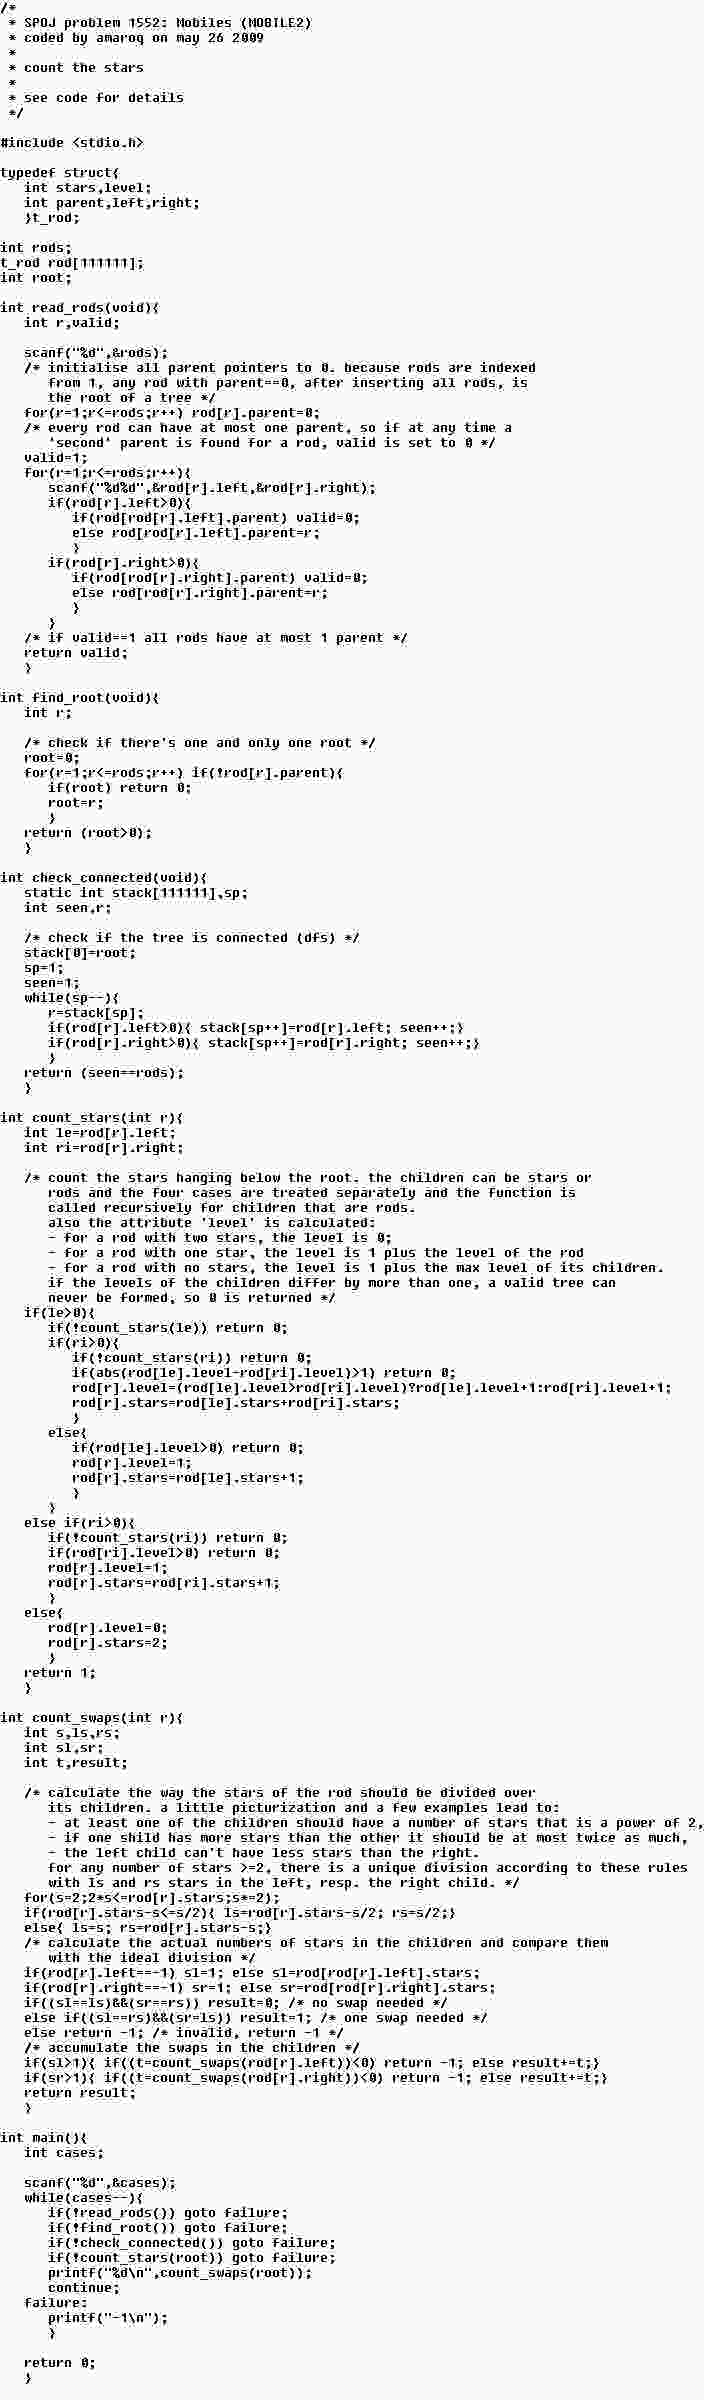 /*
 * SPOJ problem 1552: Mobiles (MOBILE2)
 * coded by amaroq on may 26 2009
 *
 * count the stars
 *
 * see code for details
 */

#include <stdio.h>

typedef struct{
   int stars,level;
   int parent,left,right;
   }t_rod;

int rods;
t_rod rod[111111];
int root;

int read_rods(void){
   int r,valid;

   scanf("%d",&rods);
   /* initialise all parent pointers to 0. because rods are indexed
      from 1, any rod with parent==0, after inserting all rods, is
      the root of a tree */
   for(r=1;r<=rods;r++) rod[r].parent=0;
   /* every rod can have at most one parent, so if at any time a
      'second' parent is found for a rod, valid is set to 0 */
   valid=1;
   for(r=1;r<=rods;r++){
      scanf("%d%d",&rod[r].left,&rod[r].right);
      if(rod[r].left>0){
         if(rod[rod[r].left].parent) valid=0;
         else rod[rod[r].left].parent=r;
         }
      if(rod[r].right>0){
         if(rod[rod[r].right].parent) valid=0;
         else rod[rod[r].right].parent=r;
         }
      }
   /* if valid==1 all rods have at most 1 parent */
   return valid;
   }

int find_root(void){
   int r;

   /* check if there's one and only one root */
   root=0;
   for(r=1;r<=rods;r++) if(!rod[r].parent){
      if(root) return 0;
      root=r;
      }
   return (root>0);
   }

int check_connected(void){
   static int stack[111111],sp;
   int seen,r;

   /* check if the tree is connected (dfs) */
   stack[0]=root;
   sp=1;
   seen=1;
   while(sp--){
      r=stack[sp];
      if(rod[r].left>0){ stack[sp++]=rod[r].left; seen++;}
      if(rod[r].right>0){ stack[sp++]=rod[r].right; seen++;}
      }
   return (seen==rods);
   }

int count_stars(int r){
   int le=rod[r].left;
   int ri=rod[r].right;

   /* count the stars hanging below the root. the children can be stars or
      rods and the four cases are treated separately and the function is
      called recursively for children that are rods.
      also the attribute 'level' is calculated:
      - for a rod with two stars, the level is 0;
      - for a rod with one star, the level is 1 plus the level of the rod
      - for a rod with no stars, the level is 1 plus the max level of its children.
      if the levels of the children differ by more than one, a valid tree can
      never be formed, so 0 is returned */
   if(le>0){
      if(!count_stars(le)) return 0;
      if(ri>0){
         if(!count_stars(ri)) return 0;
         if(abs(rod[le].level-rod[ri].level)>1) return 0;
         rod[r].level=(rod[le].level>rod[ri].level)?rod[le].level+1:rod[ri].level+1;
         rod[r].stars=rod[le].stars+rod[ri].stars;
         }
      else{
         if(rod[le].level>0) return 0;
         rod[r].level=1;
         rod[r].stars=rod[le].stars+1;
         }
      }
   else if(ri>0){
      if(!count_stars(ri)) return 0;
      if(rod[ri].level>0) return 0;
      rod[r].level=1;
      rod[r].stars=rod[ri].stars+1;
      }
   else{
      rod[r].level=0;
      rod[r].stars=2;
      }
   return 1;
   }

int count_swaps(int r){
   int s,ls,rs;
   int sl,sr;
   int t,result;

   /* calculate the way the stars of the rod should be divided over
      its children. a little picturization and a few examples lead to:
      - at least one of the children should have a number of stars that is a power of 2,
      - if one shild has more stars than the other it should be at most twice as much,
      - the left child can't have less stars than the right.
      for any number of stars >=2, there is a unique division according to these rules
      with ls and rs stars in the left, resp. the right child. */
   for(s=2;2*s<=rod[r].stars;s*=2);
   if(rod[r].stars-s<=s/2){ ls=rod[r].stars-s/2; rs=s/2;}
   else{ ls=s; rs=rod[r].stars-s;}
   /* calculate the actual numbers of stars in the children and compare them
      with the ideal division */
   if(rod[r].left==-1) sl=1; else sl=rod[rod[r].left].stars;
   if(rod[r].right==-1) sr=1; else sr=rod[rod[r].right].stars;
   if((sl==ls)&&(sr==rs)) result=0; /* no swap needed */
   else if((sl==rs)&&(sr=ls)) result=1; /* one swap needed */
   else return -1; /* invalid, return -1 */
   /* accumulate the swaps in the children */
   if(sl>1){ if((t=count_swaps(rod[r].left))<0) return -1; else result+=t;}
   if(sr>1){ if((t=count_swaps(rod[r].right))<0) return -1; else result+=t;}
   return result;
   }

int main(){
   int cases;

   scanf("%d",&cases);
   while(cases--){
      if(!read_rods()) goto failure;
      if(!find_root()) goto failure;
      if(!check_connected()) goto failure;
      if(!count_stars(root)) goto failure;
      printf("%d\n",count_swaps(root));
      continue;
   failure:
      printf("-1\n");
      }

   return 0;
   }